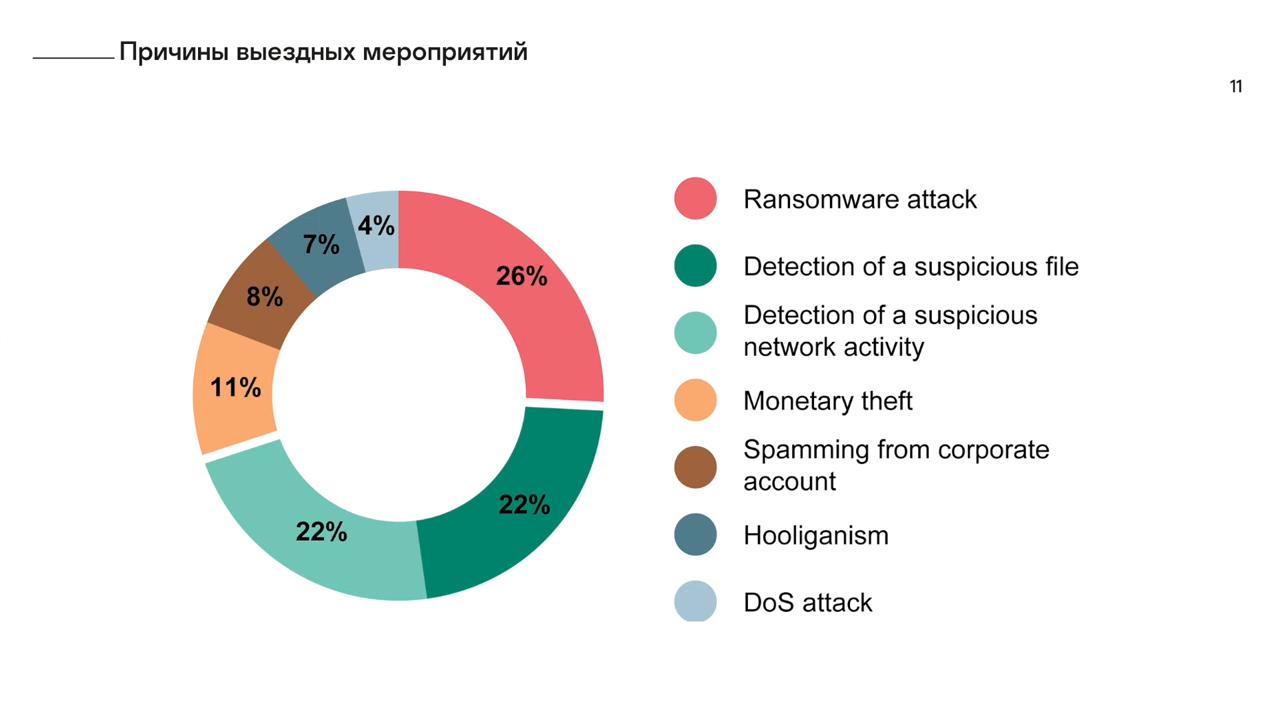 Причины выездных мероприятий
11
4%
7%
26%
8%
11%
22%
22%
Ransomware attack
Detection of a suspicious file
Detection of a suspicious
network activity
Monetary theft
Spamming from corporate
account
Hooliganism
DoS attack